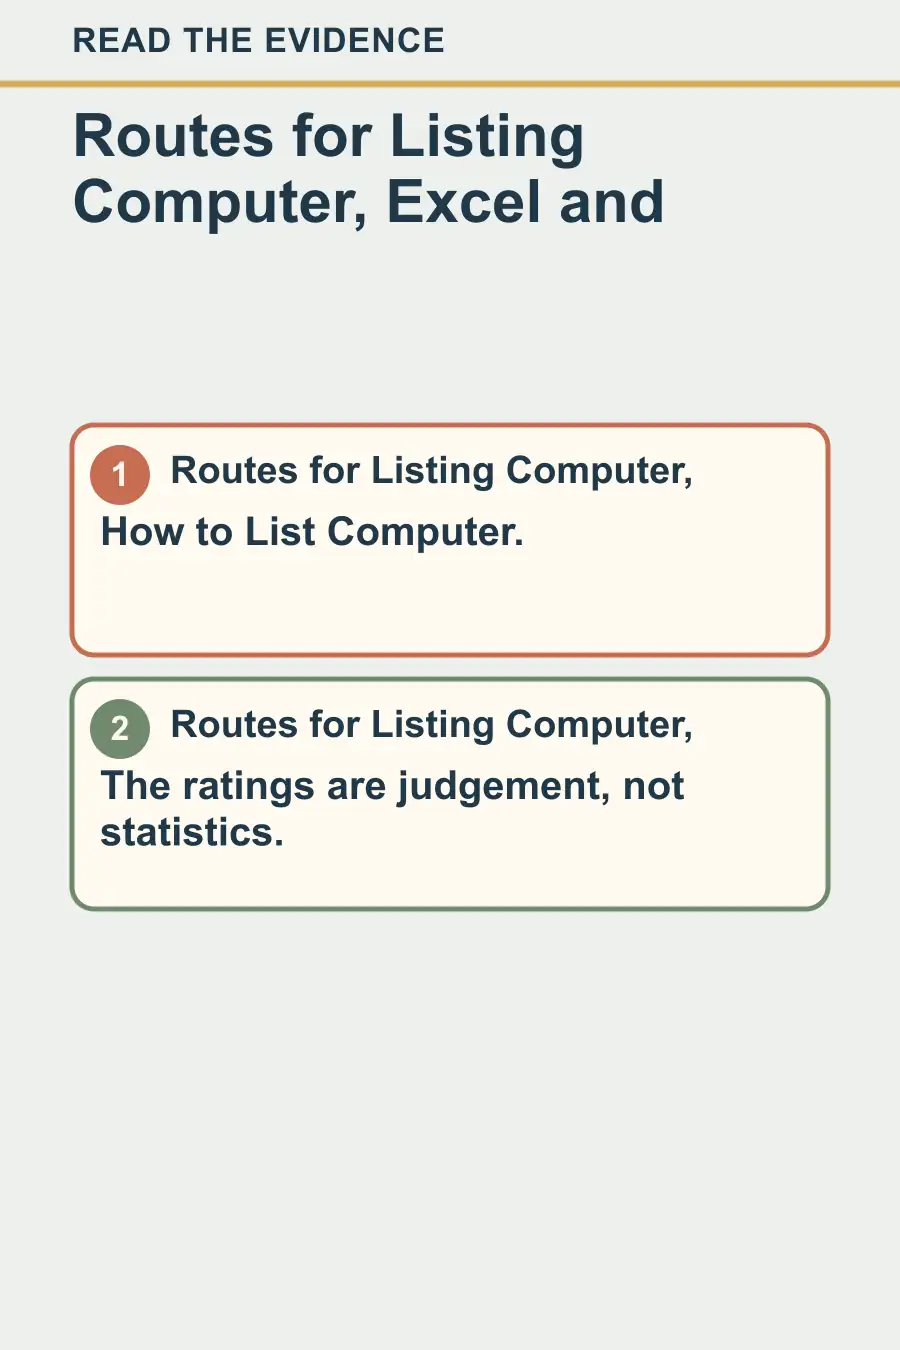 READ THE EVIDENCE
Routes for Listing
Computer, Excel and
1 Routes for Listing Computer,
How to List Computer.
2 Routes for Listing Computer,
The ratings are judgement, not
statistics.